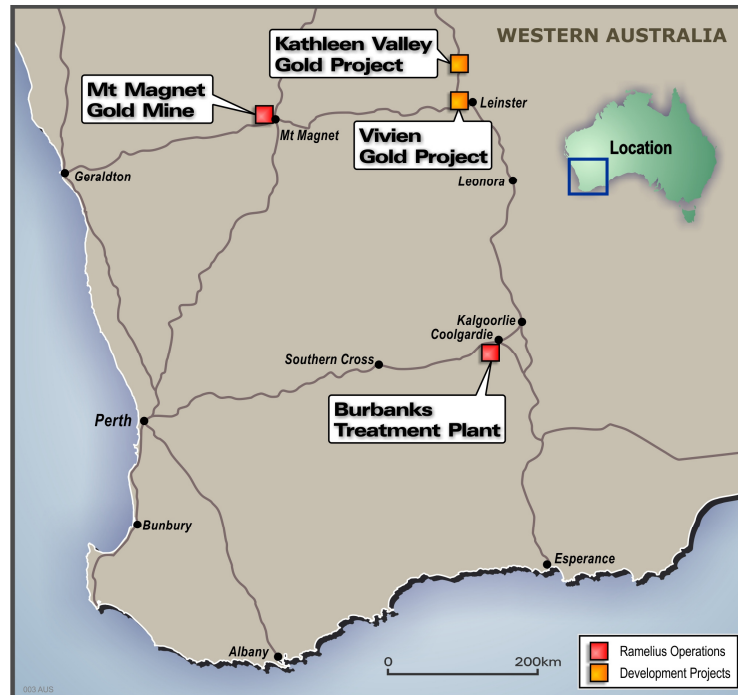 WESTERN AUSTRALIA
Kathleen Valley
Gold Project
Mt Magnet
Gold Mine
Leinster
Mt Magnet
Vivien
Gold Project
Location
Geraldton
Leonora
Kalgoorlie
Coolgardie
Southern Cross
Burbanks
Treatment Plant
Perth
Bunbury
Esperance
Albany
0
200km
Ramelius Operations
Development Projects
003 AUS